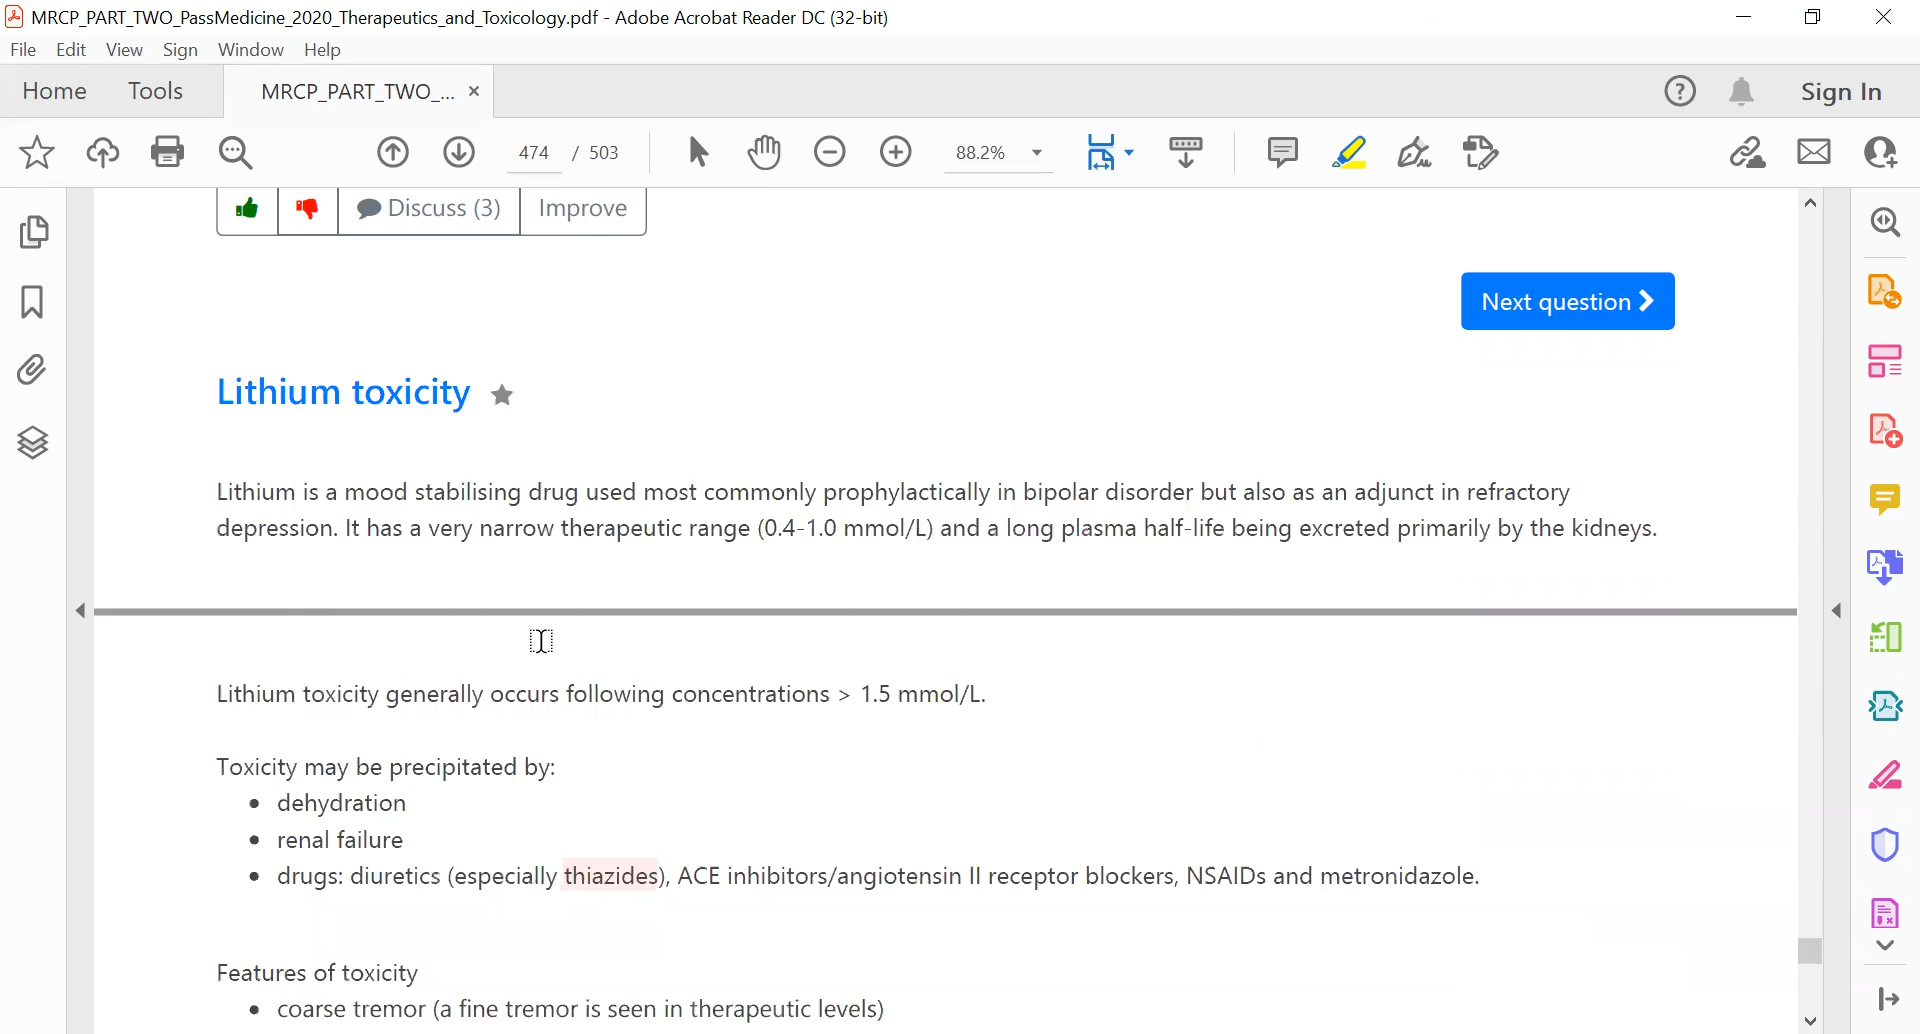 MRCP_PART_TWO_PassMedicine_2020_Therapeutics_and_Toxicology.pdf - Adobe Acrobat Reader DC (32-bit)
File Edit View Sign Window Help
Home Tools MRCP_PART_TWO_... × Sign In
474 / 503 88.2%
Discuss (3) Improve
Next question
Lithium toxicity
Lithium is a mood stabilising drug used most commonly prophylactically in bipolar disorder but also as an adjunct in refractory
depression. It has a very narrow therapeutic range (0.4-1.0 mmol/L) and a long plasma half-life being excreted primarily by the kidneys.
Lithium toxicity generally occurs following concentrations > 1.5 mmol/L.
Toxicity may be precipitated by:
• dehydration
• renal failure
• drugs: diuretics (especially thiazides), ACE inhibitors/angiotensin II receptor blockers, NSAIDs and metronidazole.
Features of toxicity
• coarse tremor (a fine tremor is seen in therapeutic levels)